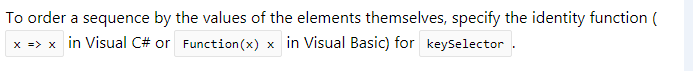 To order a sequence by the values of the elements themselves, specify the identity function (
x => x in Visual C# or Function(x) x in Visual Basic) for keySelector .